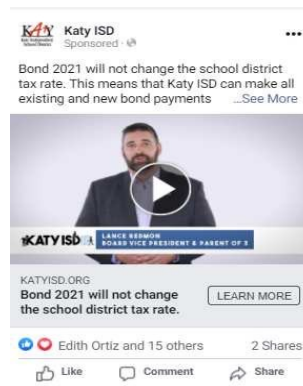 Katy ISD
Sponsored ·
Bond 2021 will not change the school district
tax rate. This means that Katy ISD can make all
existing and new bond payments ...See More
KATY ISD
LANCE REDMON
BOARD VICE PRESIDENT & PARENT OF 3
KATYISD.ORG
Bond 2021 will not change
the school district tax rate.
LEARN MORE
Edith Ortiz and 15 others 2 Shares
Like Comment Share